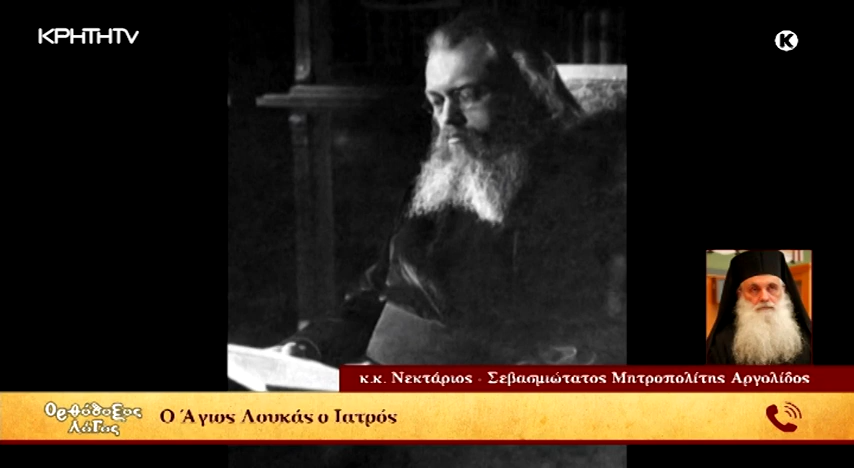 ΚΡΗΤΗTV
K
κ.κ. Νεκτάριος - Σεβασμιώτατος Μητροπολίτης Αργολίδος
Ορθόδοξος
Λόγος
Ο Άγιος Λουκάς ο Ιατρός